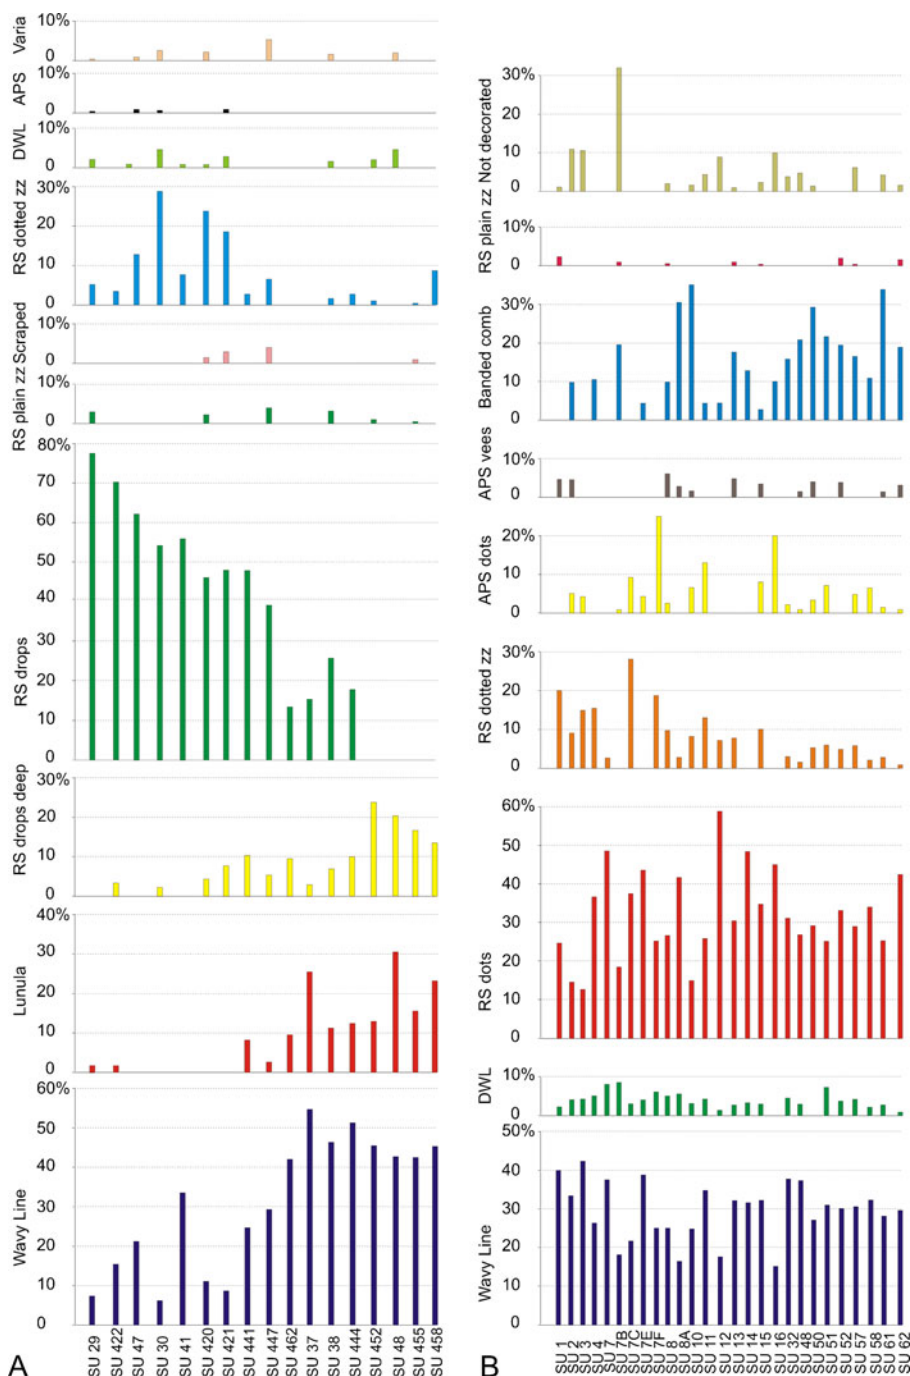 Varia
10%
0
APS
10%
0
DWL
10%
0
RS dotted zz
30%
20
10
0
Scraped
10%
0
RS plain zz
10%
0
RS drops
80%
70
60
50
40
30
20
10
0
RS drops deep
30%
20
10
0
Lunula
40%
30
20
10
0
Wavy Line
60%
50
40
30
20
10
0
SU 29
SU 422
SU 47
SU 30
SU 41
SU 420
SU 421
SU 441
SU 447
SU 462
SU 37
SU 38
SU 444
SU 452
SU 48
SU 455
SU 458
A
Not decorated
30%
20
10
0
RS plain zz
10%
0
Banded comb
30%
20
10
0
APS vees
10%
0
APS dots
20%
10
0
RS dotted zz
30%
20
10
0
RS dots
60%
50
40
30
20
10
0
DWL
10%
0
Wavy Line
50%
40
30
20
10
0
SU 1
SU 2
SU 3
SU 4
SU 7
SU 7B
SU 7C
SU 7E
SU 7F
SU 8
SU 8A
SU 10
SU 11
SU 12
SU 13
SU 14
SU 15
SU 16
SU 32
SU 48
SU 50
SU 51
SU 52
SU 57
SU 58
SU 61
SU 62
B